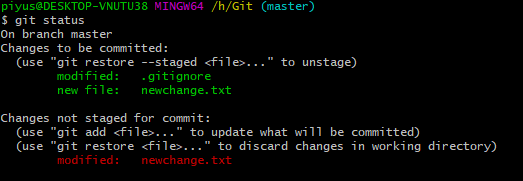 piyus@DESKTOP-VNUTU38 MINGW64 /h/Git (master)
$ git status
On branch master
Changes to be committed:
  (use "git restore --staged <file>..." to unstage)
        modified:   .gitignore
        new file:   newchange.txt

Changes not staged for commit:
  (use "git add <file>..." to update what will be committed)
  (use "git restore <file>..." to discard changes in working directory)
        modified:   newchange.txt